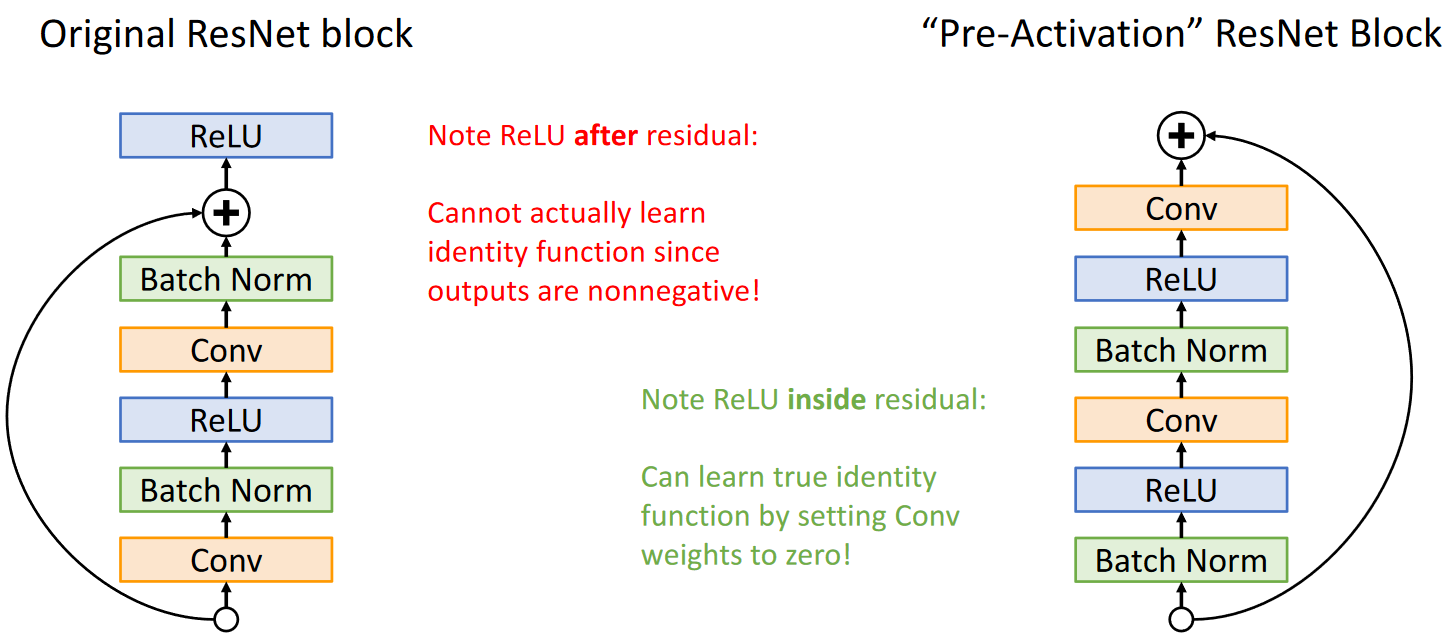 Original ResNet block
"Pre-Activation" ResNet Block
ReLU
Batch Norm
Conv
ReLU
Batch Norm
Conv
Note ReLU after residual:
Cannot actually learn
identity function since
outputs are nonnegative!
Note ReLU inside residual:
Can learn true identity
function by setting Conv
weights to zero!
Conv
ReLU
Batch Norm
Conv
ReLU
Batch Norm